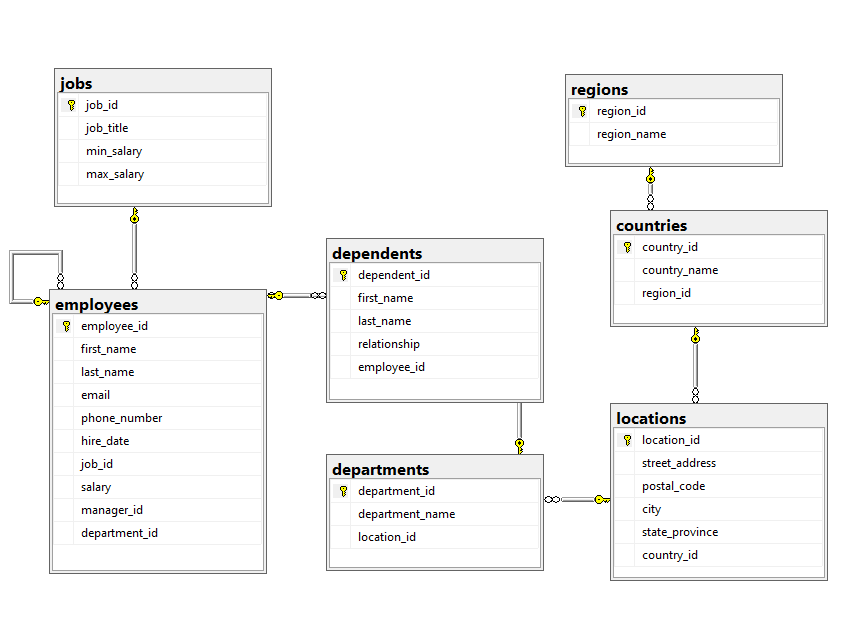 jobs
job_id
job_title
min_salary
max_salary
regions
region_id
region_name
countries
country_id
country_name
region_id
dependents
dependent_id
first_name
last_name
relationship
employee_id
employees
employee_id
first_name
last_name
email
phone_number
hire_date
job_id
salary
manager_id
department_id
departments
department_id
department_name
location_id
locations
location_id
street_address
postal_code
city
state_province
country_id